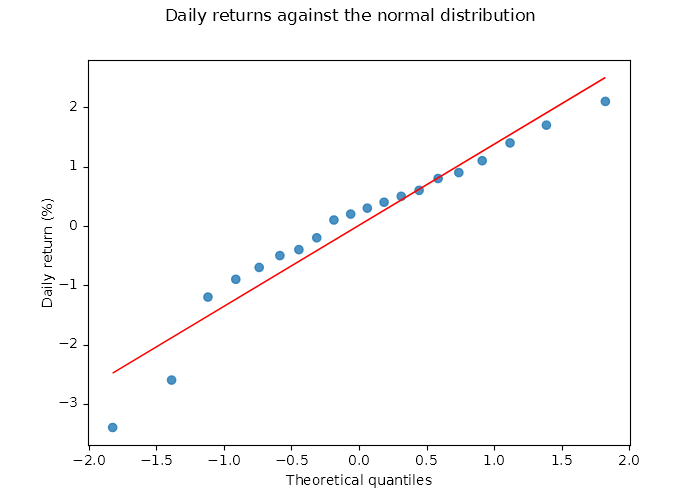 Daily returns against the normal distribution
Daily return (%)
2
1
0
−1
−2
−3
−2.0 −1.5 −1.0 −0.5 0.0 0.5 1.0 1.5 2.0
Theoretical quantiles